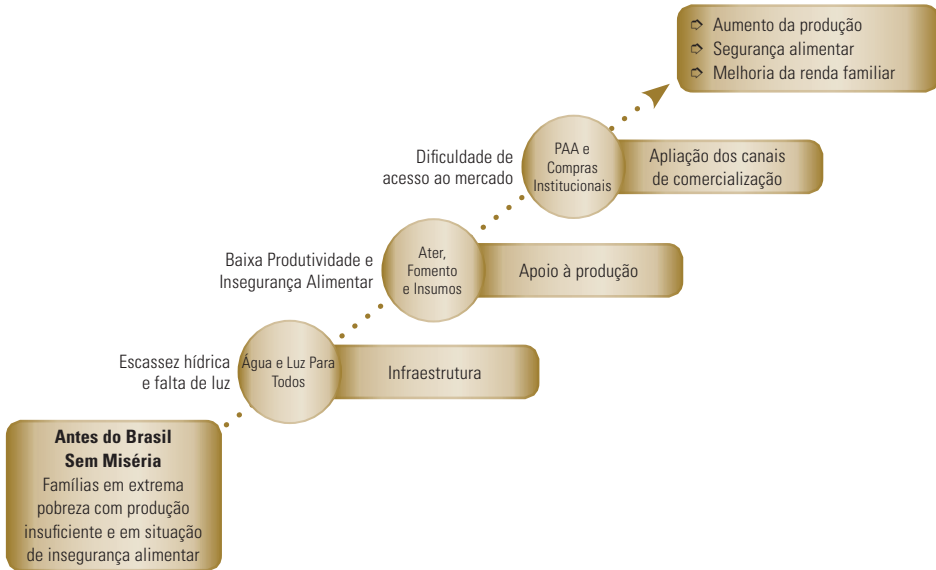 ➩ Aumento da produção
➩ Segurança alimentar
➩ Melhoria da renda familiar
Dificuldade de
acesso ao mercado
PAA e
Compras
Institucionais
Apliação dos canais
de comercialização
Baixa Produtividade e
Insegurança Alimentar
Ater,
Fomento
e Insumos
Apoio à produção
Escassez hídrica
e falta de luz
Água e Luz Para
Todos
Infraestrutura
Antes do Brasil
Sem Miséria
Famílias em extrema
pobreza com produção
insuficiente e em situação
de insegurança alimentar